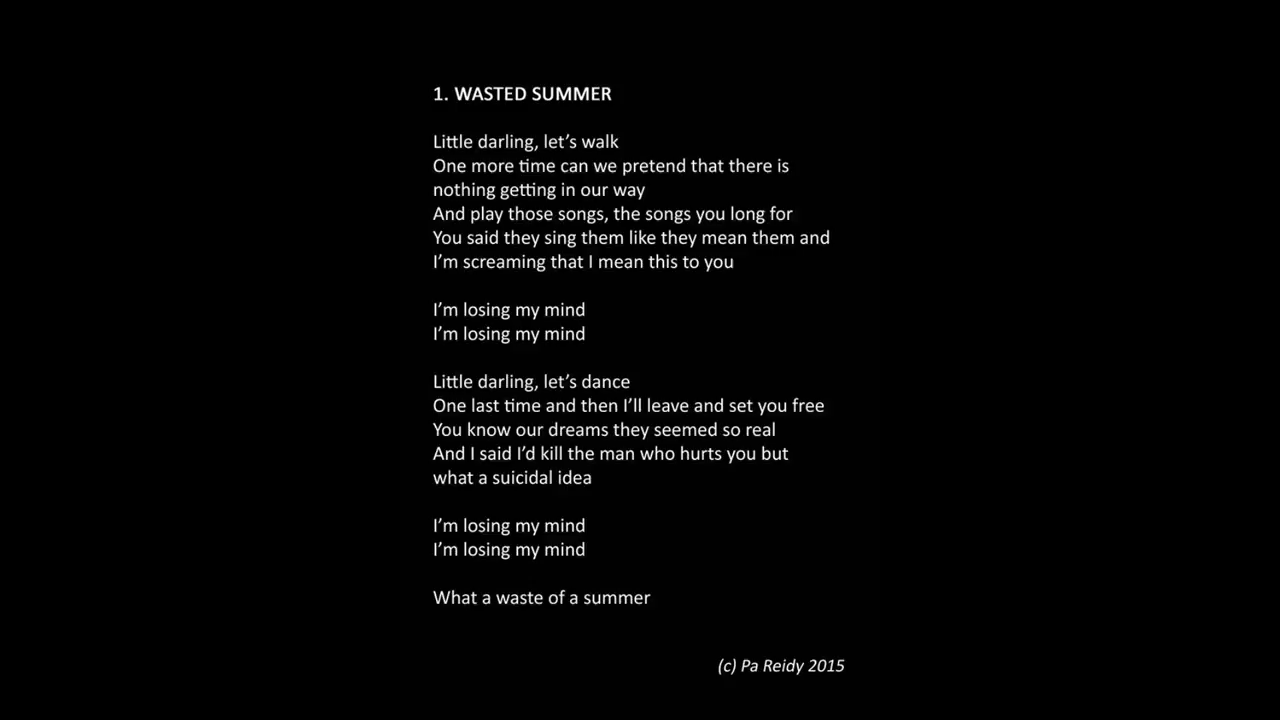 1. WASTED SUMMER
Little darling, let's walk
One more time can we pretend that there is
nothing getting in our way
And play those songs, the songs you long for
You said they sing them like they mean them and
I'm screaming that I mean this to you
I'm losing my mind
I'm losing my mind
Little darling, let's dance
One last time and then I'll leave and set you free
You know our dreams they seemed so real
And I said I'd kill the man who hurts you but
what a suicidal idea
I'm losing my mind
I'm losing my mind
What a waste of a summer
(c) Pa Reidy 2015